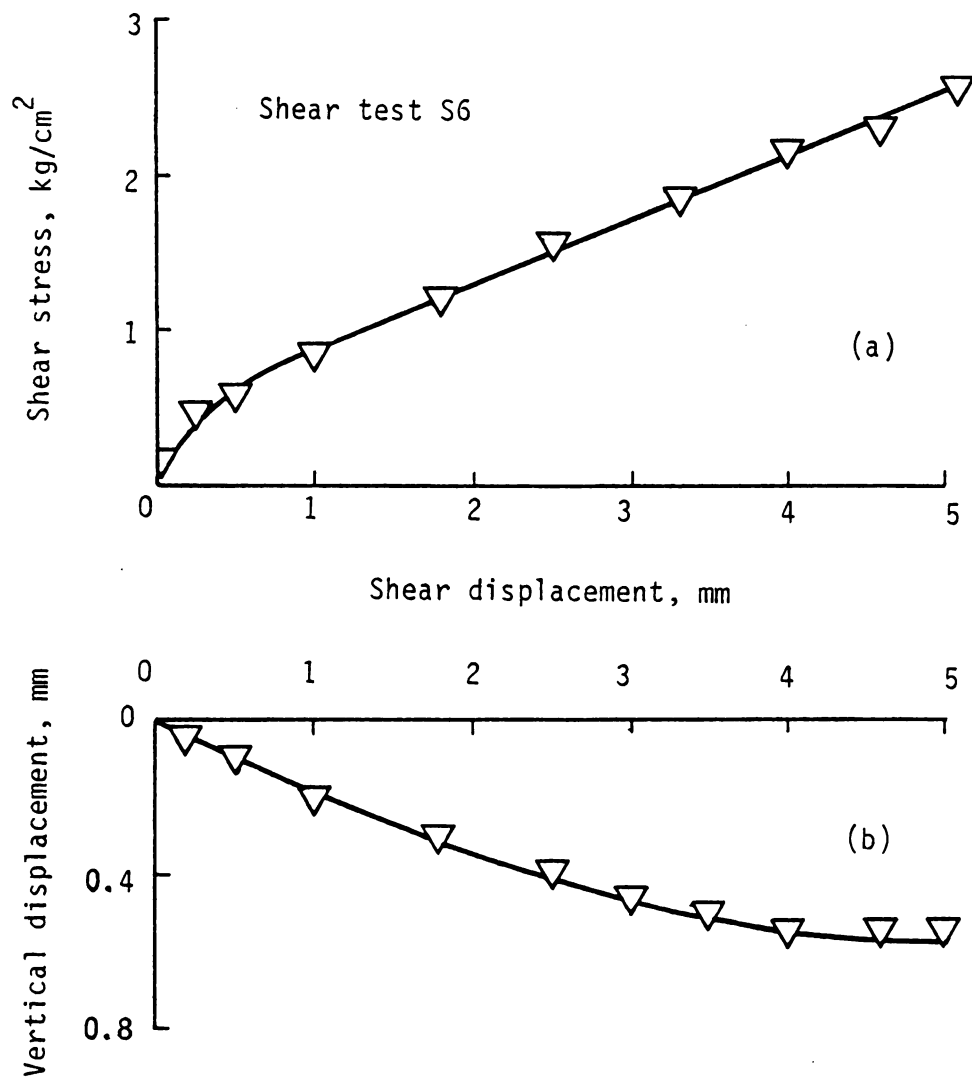 3
Shear test S6
2
Shear stress, kg/cm²
1
(a)
0 1 2 3 4 5
Shear displacement, mm
0 1 2 3 4 5
0
Vertical displacement, mm
(b)
0.4
0.8